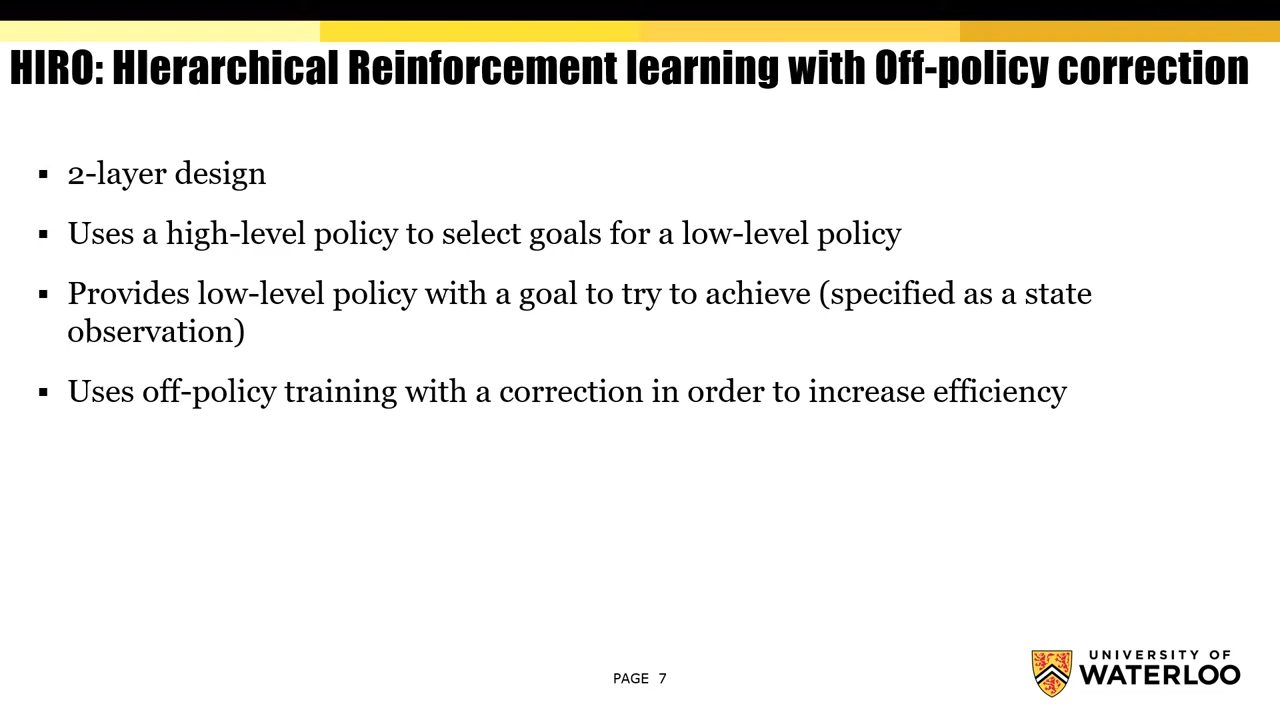 HIRO: HIerarchical Reinforcement learning with Off-policy correction
▪ 2-layer design
▪ Uses a high-level policy to select goals for a low-level policy
▪ Provides low-level policy with a goal to try to achieve (specified as a state
observation)
▪ Uses off-policy training with a correction in order to increase efficiency
PAGE 7
UNIVERSITY OF
WATERLOO